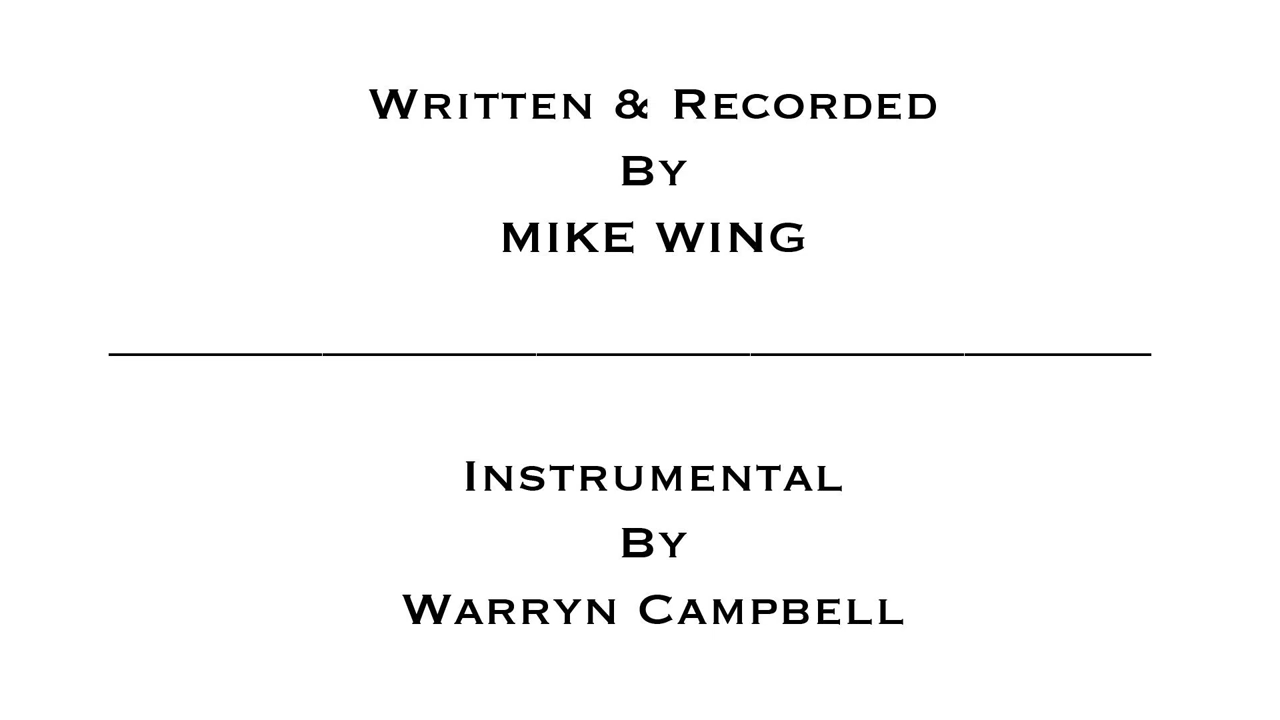 Written & Recorded
By
MIKE WING
Instrumental
By
Warryn Campbell